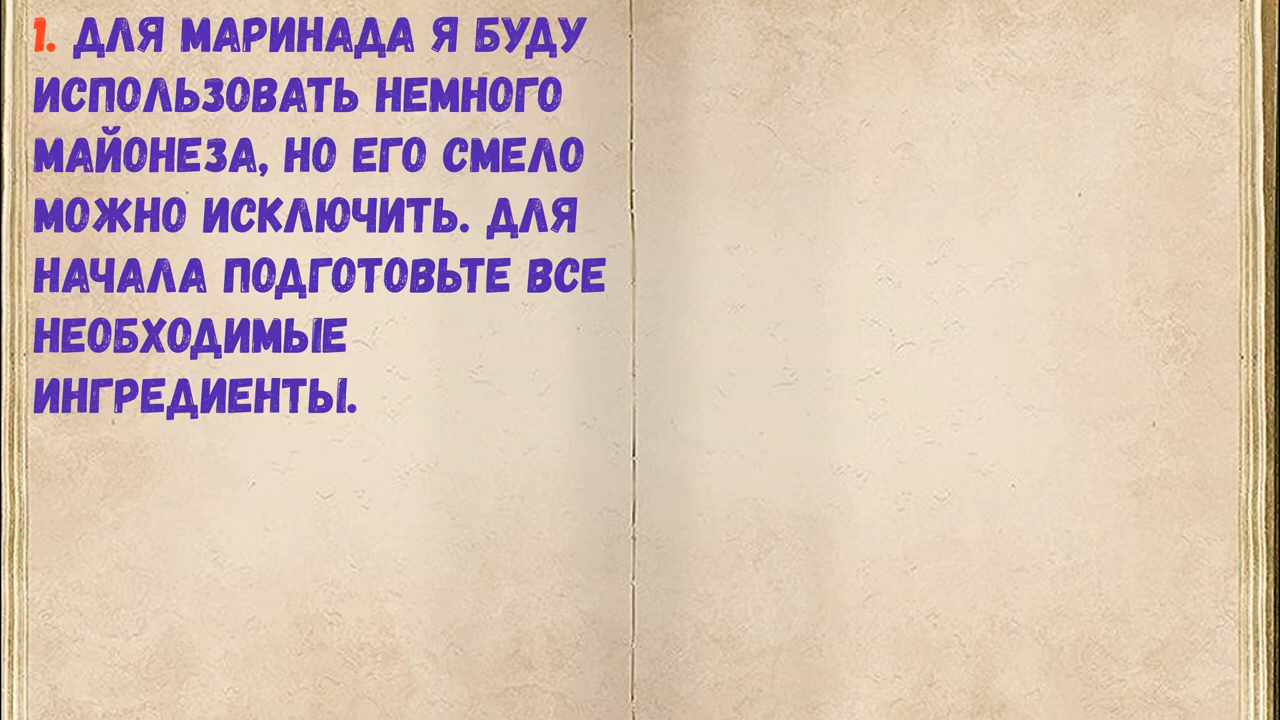 1. ДЛЯ МАРИНАДА Я БУДУ
ИСПОЛЬЗОВАТЬ НЕМНОГО
МАЙОНЕЗА, НО ЕГО СМЕЛО
МОЖНО ИСКЛЮЧИТЬ. ДЛЯ
НАЧАЛА ПОДГОТОВЬТЕ ВСЕ
НЕОБХОДИМЫЕ
ИНГРЕДИЕНТЫ.